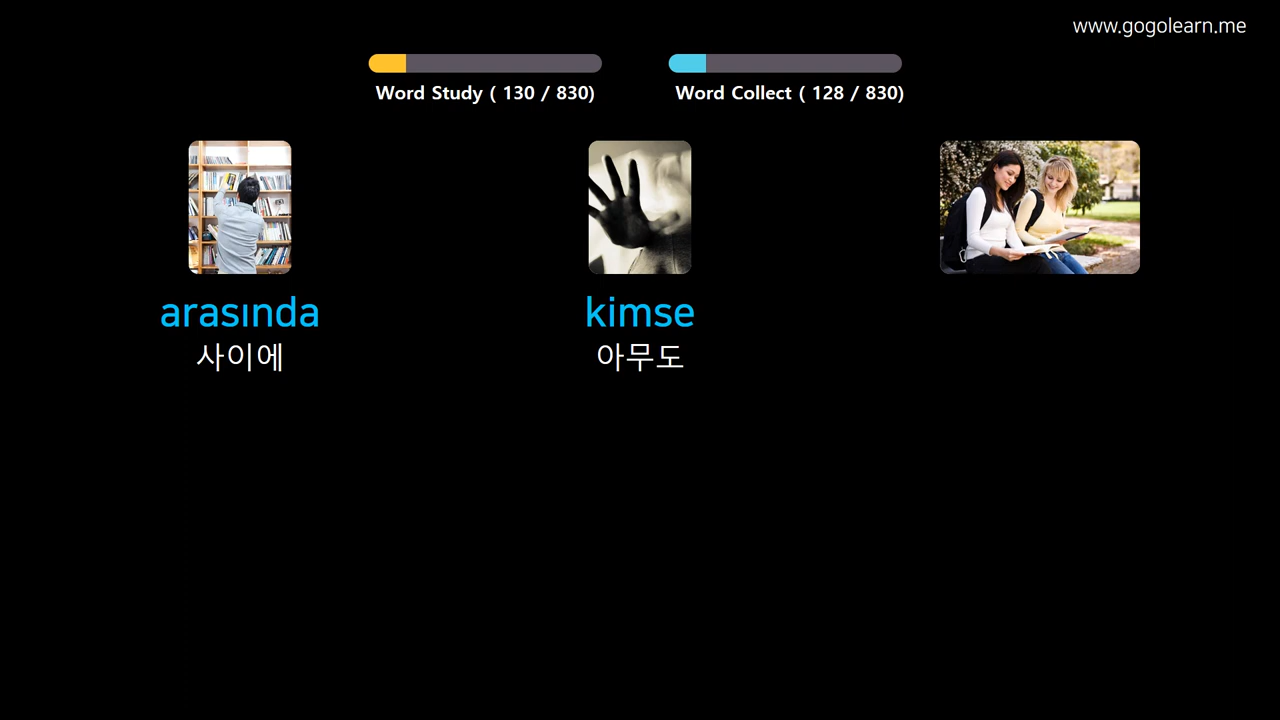 www.gogolearn.me
Word Study ( 130 / 830)
Word Collect ( 128 / 830)
arasında
사이에
kimse
아무도